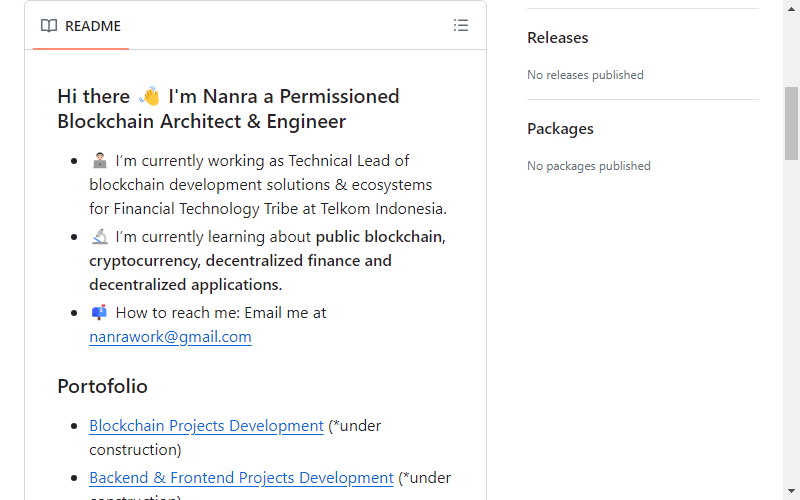 README
Hi there 👋 I'm Nanra a Permissioned
Blockchain Architect & Engineer
I'm currently working as Technical Lead of
blockchain development solutions & ecosystems
for Financial Technology Tribe at Telkom Indonesia.
I'm currently learning about public blockchain,
cryptocurrency, decentralized finance and
decentralized applications.
How to reach me: Email me at
nanrawork@gmail.com
Portofolio
Blockchain Projects Development (*under
construction)
Backend & Frontend Projects Development (*under
construction)
Releases
No releases published
Packages
No packages published